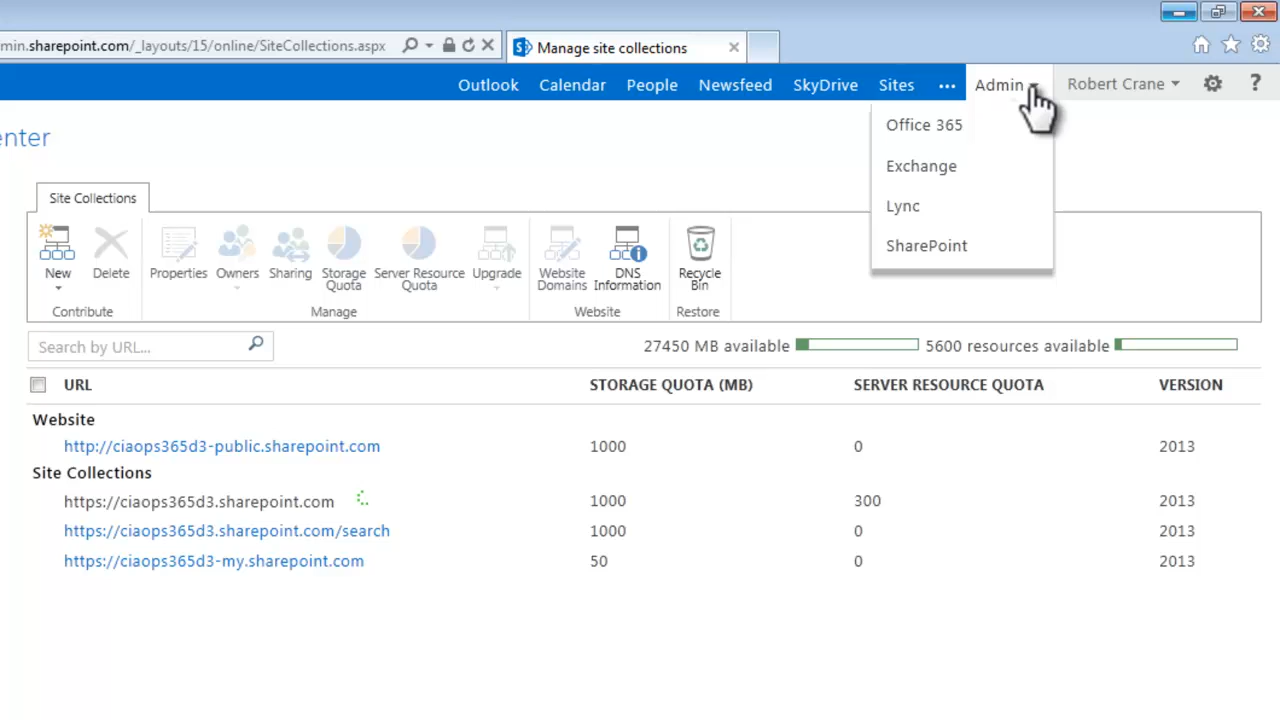 min.sharepoint.com/_layouts/15/online/SiteCollections.aspx
Manage site collections
Outlook Calendar People Newsfeed SkyDrive Sites ... Admin Robert Crane ?
enter
Office 365
Exchange
Lync
SharePoint
Site Collections
New Delete Properties Owners Sharing Storage Quota Server Resource Quota Upgrade Website Domains DNS Information Recycle Bin
Contribute Manage Website Restore
Search by URL... 27450 MB available 5600 resources available
URL STORAGE QUOTA (MB) SERVER RESOURCE QUOTA VERSION
Website
http://ciaops365d3-public.sharepoint.com 1000 0 2013
Site Collections
https://ciaops365d3.sharepoint.com 1000 300 2013
https://ciaops365d3.sharepoint.com/search 1000 0 2013
https://ciaops365d3-my.sharepoint.com 50 0 2013